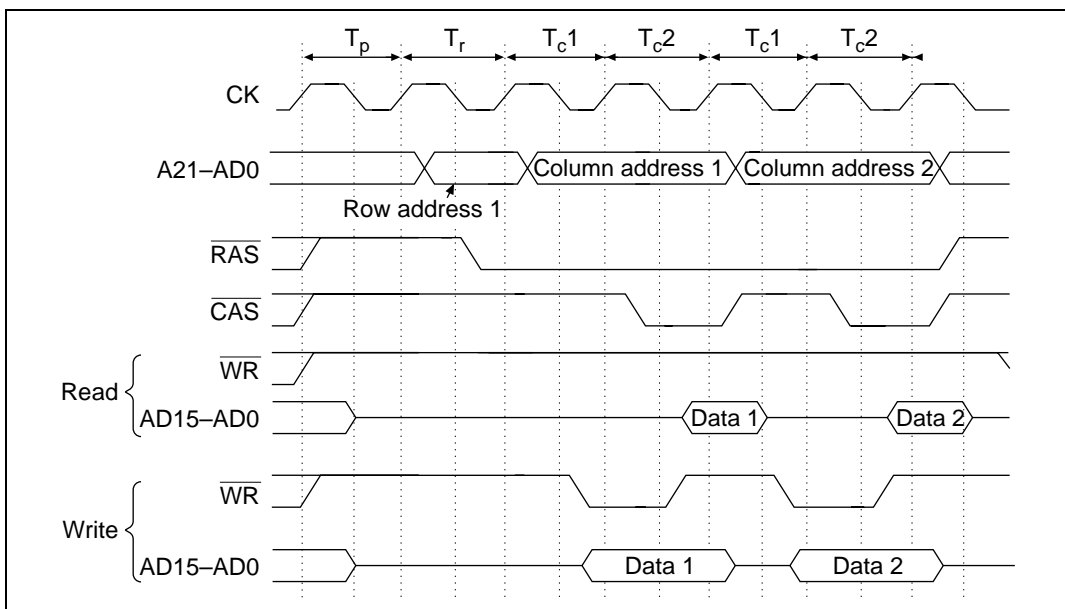 Tp Tr Tc1 Tc2 Tc1 Tc2
CK
A21–AD0 Column address 1 Column address 2
Row address 1
RAS
CAS
WR
Read
AD15–AD0 Data 1 Data 2
WR
Write
AD15–AD0 Data 1 Data 2